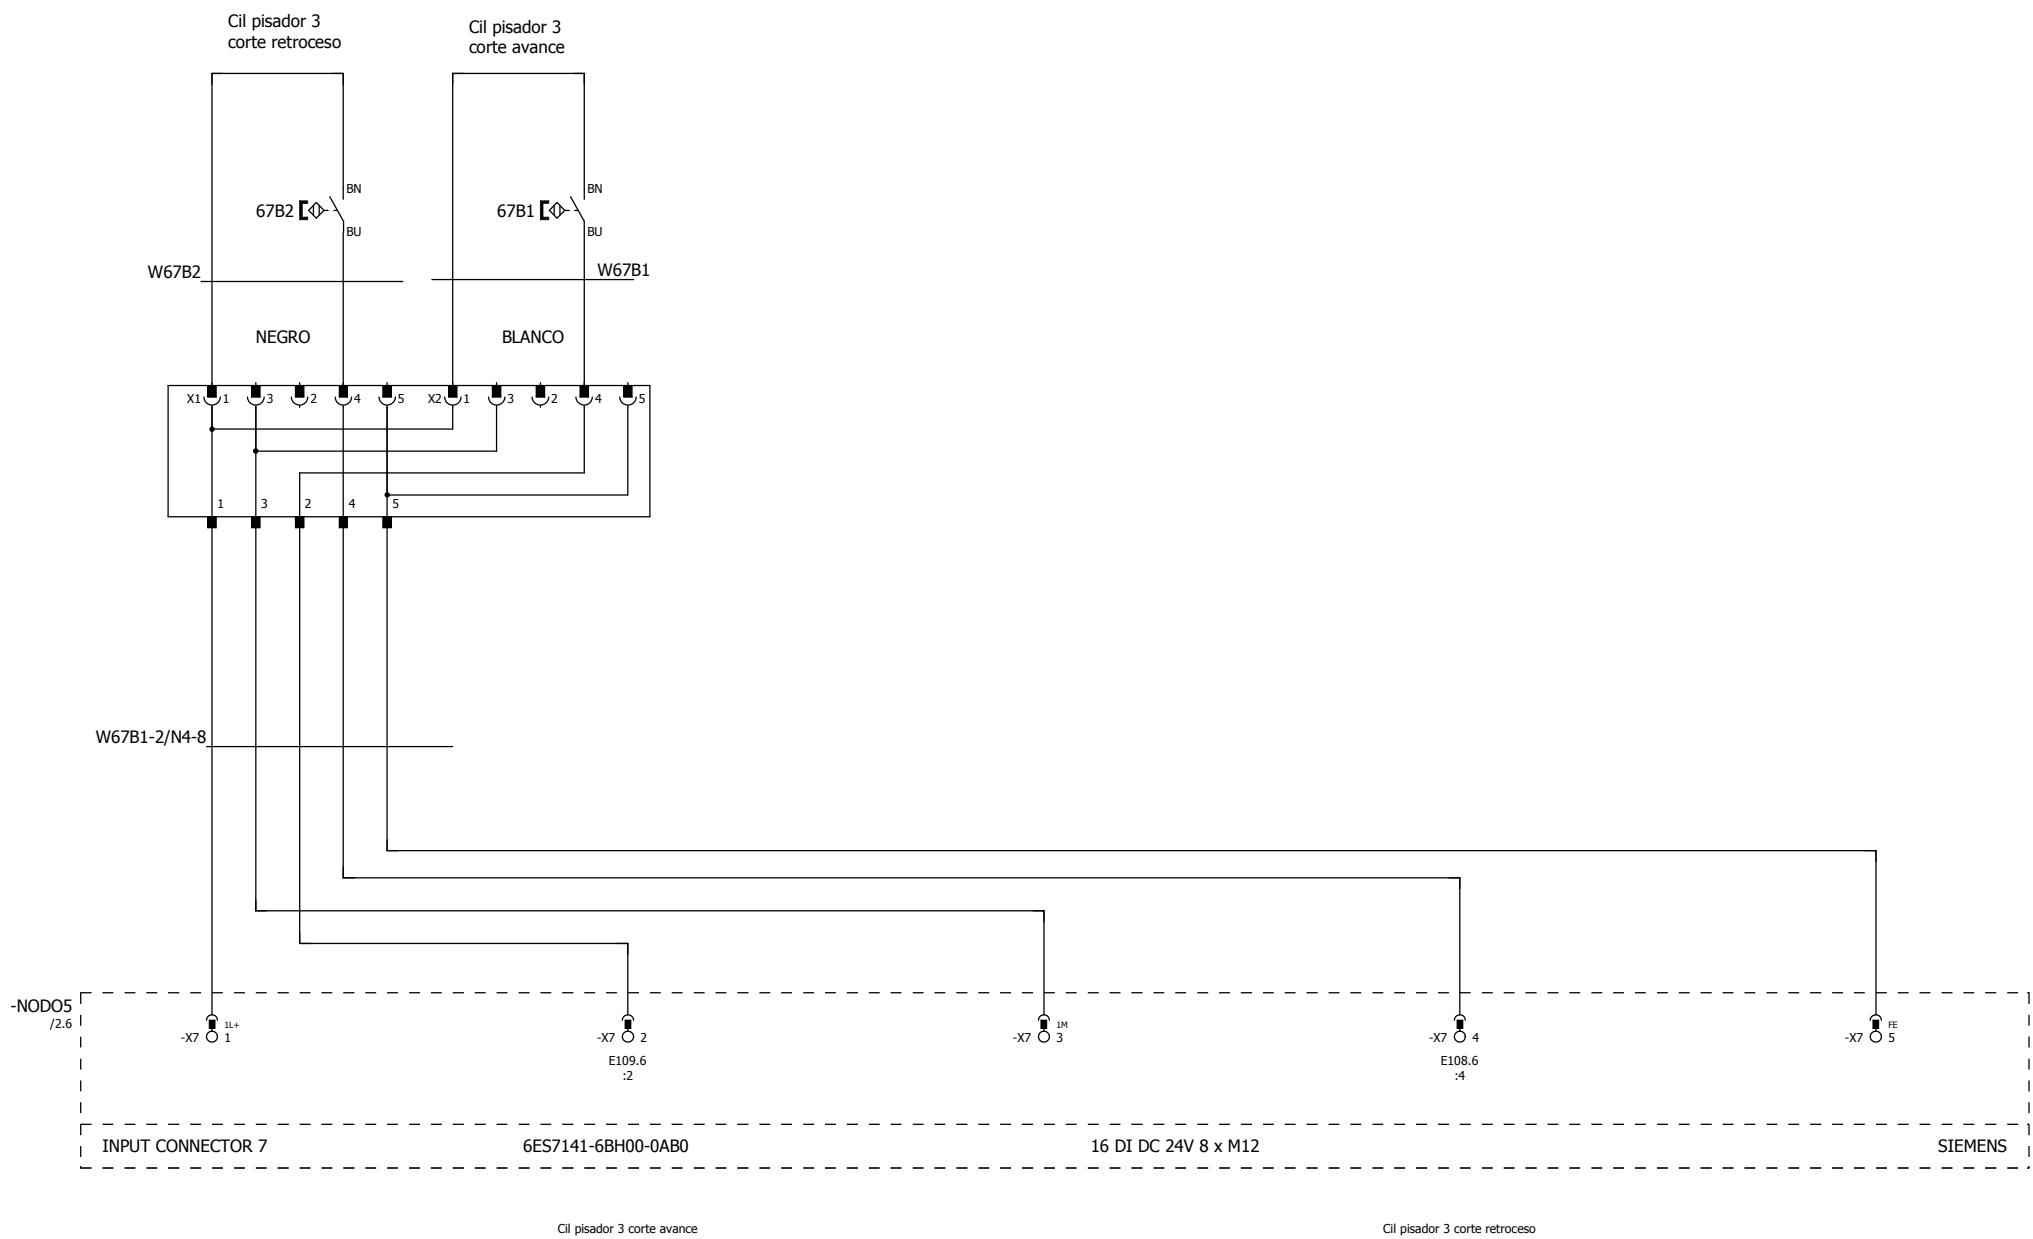 Cil pisador 3
corte retroceso
Cil pisador 3
corte avance
BN
67B2
BU
BN
67B1
BU
W67B2
W67B1
NEGRO
BLANCO
X1 1 3 2 4 5 X2 1 3 2 4 5
1 3 2 4 5
W67B1-2/N4-8
-NODO5
/2.6
1L+ 1M FE
-X7 1 -X7 2 -X7 3 -X7 4 -X7 5
E109.6 E108.6
:2 :4
INPUT CONNECTOR 7 6ES7141-6BH00-0AB0 16 DI DC 24V 8 x M12 SIEMENS
Cil pisador 3 corte avance Cil pisador 3 corte retroceso